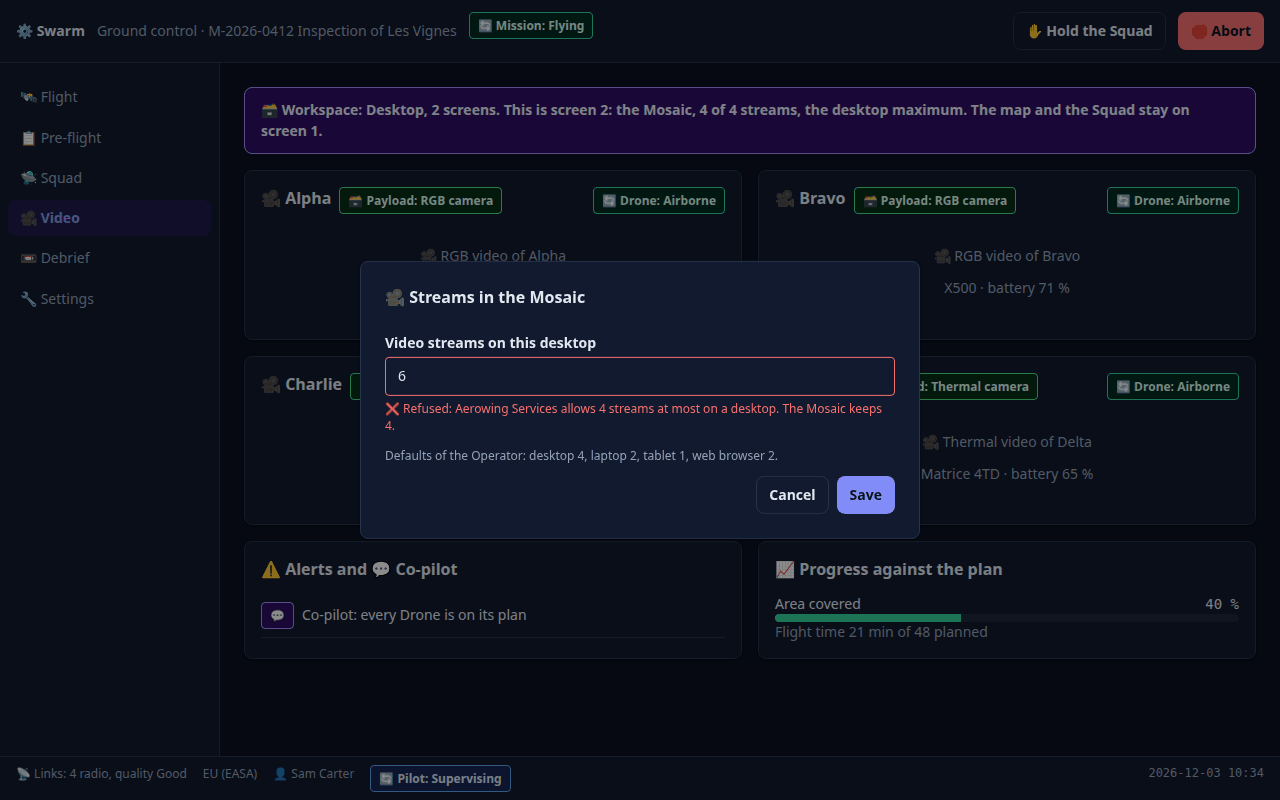 ⚙️ Swarm Ground control · M-2026-0412 Inspection of Les Vignes 🔄 Mission: Flying ✋ Hold the Squad 🛑 Abort
🛰️ Flight
📋 Pre-flight
🛸 Squad
🎥 Video
📼 Debrief
🔧 Settings
🗃️ Workspace: Desktop, 2 screens. This is screen 2: the Mosaic, 4 of 4 streams, the desktop maximum. The map and the Squad stay on
screen 1.
🎥 Alpha 🗃️ Payload: RGB camera 🔄 Drone: Airborne
🎥 RGB video of Alpha
🎥 Bravo 🗃️ Payload: RGB camera 🔄 Drone: Airborne
🎥 RGB video of Bravo
X500 · battery 71 %
🎥 Charlie
d: Thermal camera 🔄 Drone: Airborne
🎥 Thermal video of Delta
Matrice 4TD · battery 65 %
🎥 Streams in the Mosaic
Video streams on this desktop
6
❌ Refused: Aerowing Services allows 4 streams at most on a desktop. The Mosaic keeps
4.
Defaults of the Operator: desktop 4, laptop 2, tablet 1, web browser 2.
Cancel Save
⚠️ Alerts and 💬 Co-pilot
💬 Co-pilot: every Drone is on its plan
📈 Progress against the plan
Area covered 40 %
Flight time 21 min of 48 planned
📡 Links: 4 radio, quality Good EU (EASA) 👤 Sam Carter 🔄 Pilot: Supervising 2026-12-03 10:34